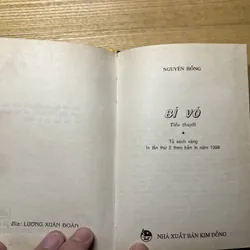 Bìa: LƯƠNG XUÂN ĐOÀN
NGUYÊN HỒNG
BỈ VỎ
Tiểu thuyết
Tủ sách vàng
In lần thứ 2 theo bản in năm 1998
NHÀ XUẤT BẢN KIM ĐỒNG